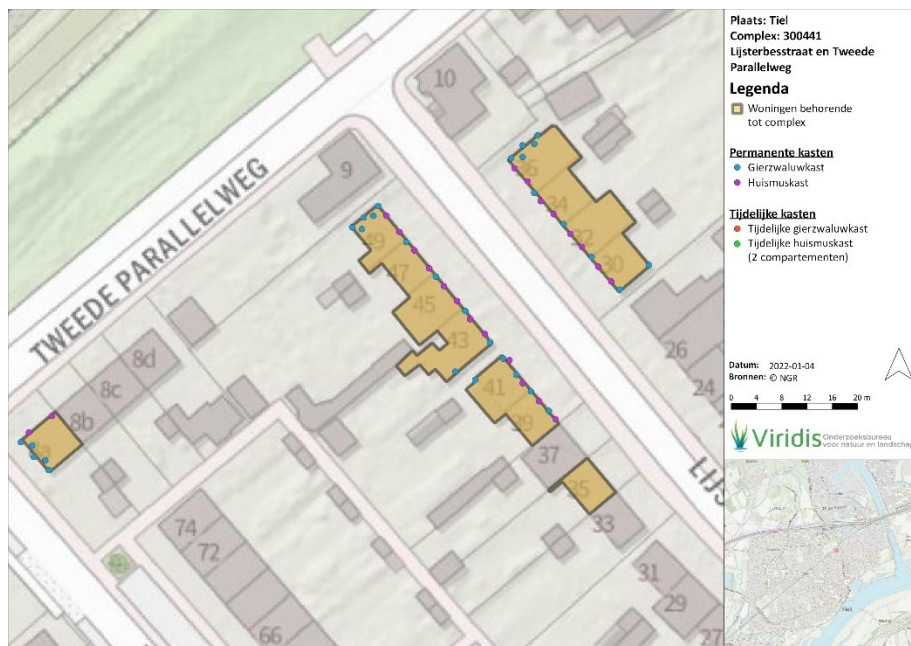 Plaats: Tiel
Complex: 300441
Lijsterbesstraat en Tweede
Parallelweg
Legenda
Woningen behorende
tot complex
Permanente kasten
Gierzwaluwkast
Huismuskast
Tijdelijke kasten
Tijdelijke gierzwaluwkast
Tijdelijke huismuskast
(2 compartementen)
Datum: 2022-01-04
Bronnen: © NGR
0 4 8 12 16 20 m
Viridis Onderzoeksbureau
voor natuur en landschap
Tiel
TWEEDE PARALLELWEG
LIJS
10
9
36
34
32
30
26
24
49
47
45
43
41
39
37
35
33
31
29
27
8d
8c
8b
8a
74
72
66